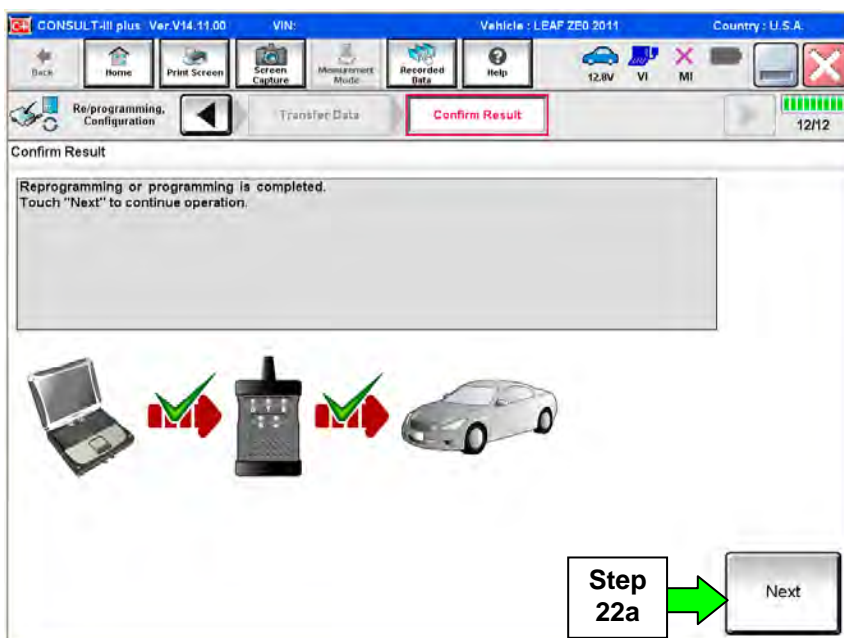 CONSULT-III plus Ver.V14.11.00 VIN: Vehicle : LEAF ZE0 2011 Country : U.S.A.
Back
Home
Print Screen
Screen Capture
Measurement Mode
Recorded Data
Help
12.8V
VI
MI
Re/programming, Configuration
Transfer Data
Confirm Result
12/12
Confirm Result
Reprogramming or programming is completed.
Touch "Next" to continue operation.
Step
22a
Next